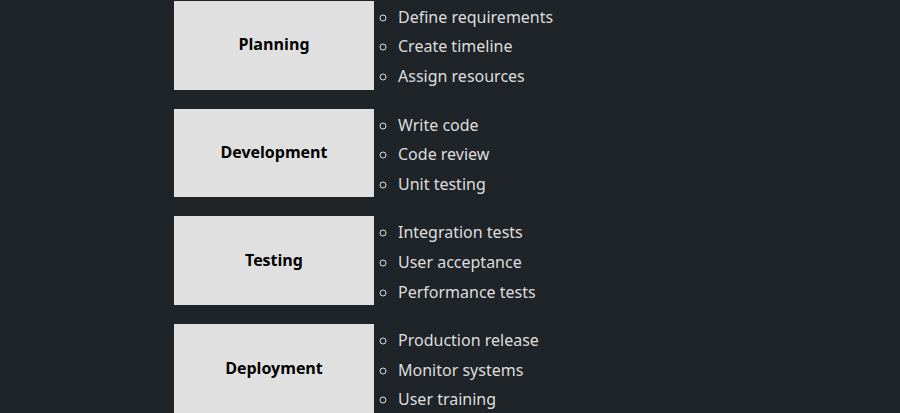 Planning
Define requirements
Create timeline
Assign resources
Development
Write code
Code review
Unit testing
Testing
Integration tests
User acceptance
Performance tests
Deployment
Production release
Monitor systems
User training